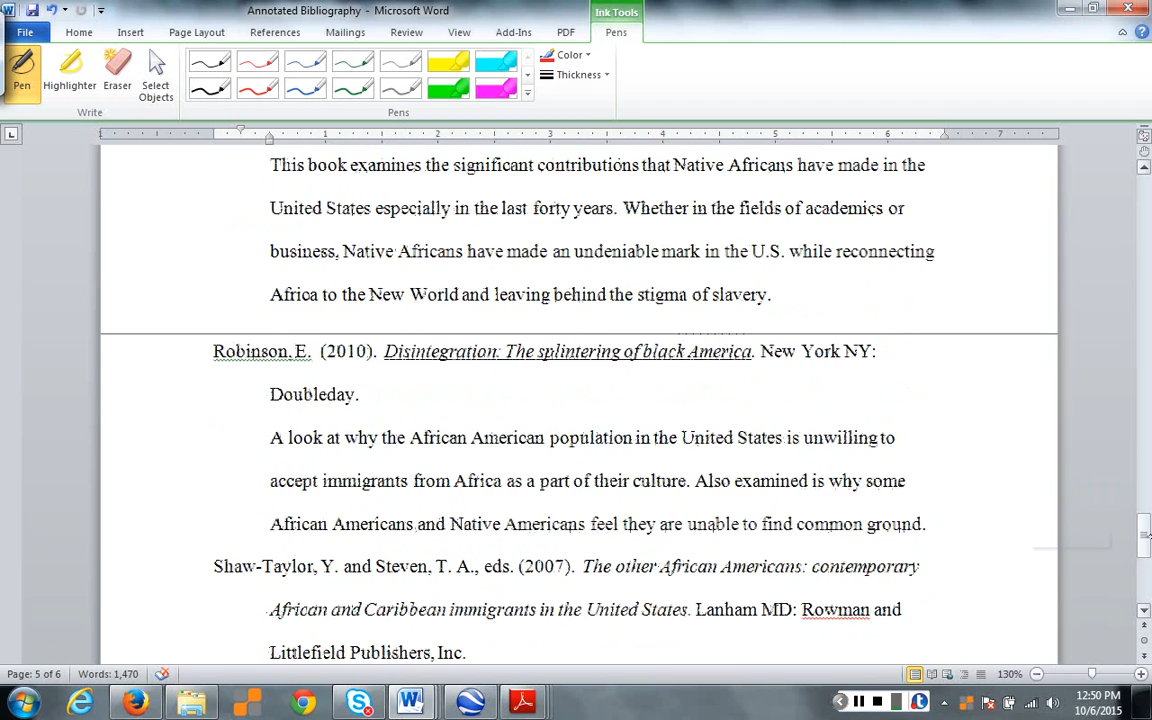 Annotated Bibliography - Microsoft Word
Ink Tools
File Home Insert Page Layout References Mailings Review View Add-Ins PDF Pens
Pen Highlighter Eraser Select Objects
Color
Thickness
Write Pens
1 1 2 3 4 5 6 7
This book examines the significant contributions that Native Africans have made in the
United States especially in the last forty years. Whether in the fields of academics or
business, Native Africans have made an undeniable mark in the U.S. while reconnecting
Africa to the New World and leaving behind the stigma of slavery.
Robinson, E. (2010). Disintegration: The splintering of black America. New York NY:
Doubleday.
A look at why the African American population in the United States is unwilling to
accept immigrants from Africa as a part of their culture. Also examined is why some
African Americans and Native Americans feel they are unable to find common ground.
Shaw-Taylor, Y. and Steven, T. A., eds. (2007). The other African Americans: contemporary
African and Caribbean immigrants in the United States. Lanham MD: Rowman and
Littlefield Publishers, Inc.
Page: 5 of 6 Words: 1,470 130%
12:50 PM
10/6/2015